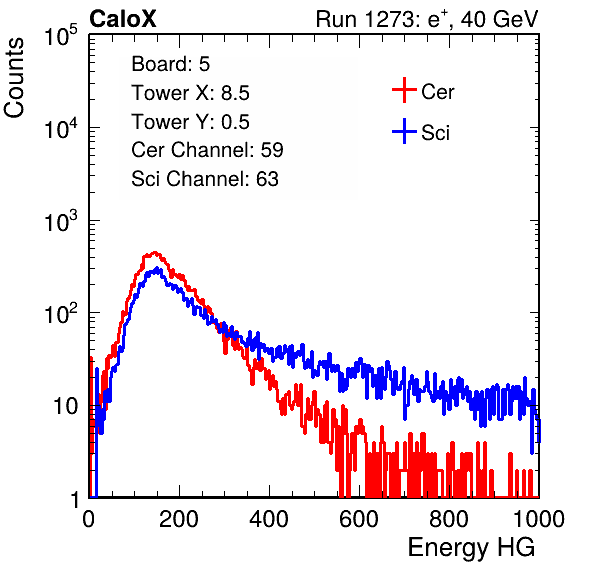 CaloX Run 1273: e⁺, 40 GeV
Counts
Board: 5
Tower X: 8.5
Tower Y: 0.5
Cer Channel: 59
Sci Channel: 63
Cer
Sci
10⁵
10⁴
10³
10²
10
1
0 200 400 600 800 1000
Energy HG